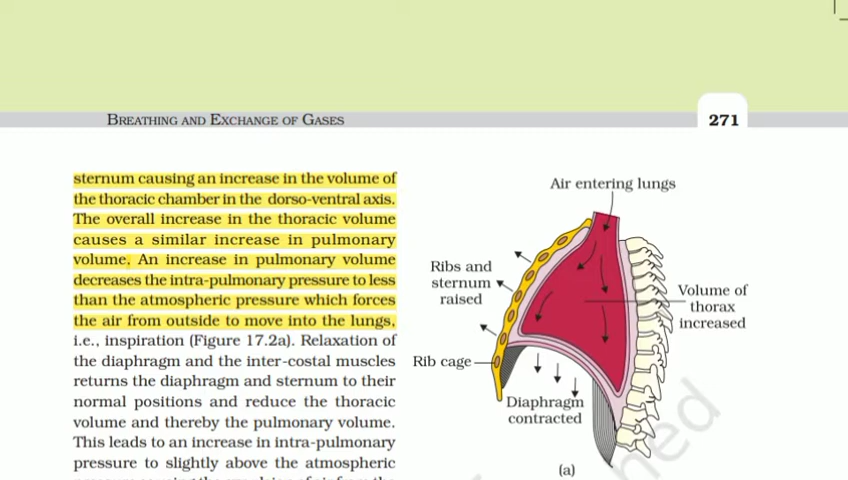 BREATHING AND EXCHANGE OF GASES
271
sternum causing an increase in the volume of
the thoracic chamber in the dorso-ventral axis.
The overall increase in the thoracic volume
causes a similar increase in pulmonary
volume. An increase in pulmonary volume
decreases the intra-pulmonary pressure to less
than the atmospheric pressure which forces
the air from outside to move into the lungs,
i.e., inspiration (Figure 17.2a). Relaxation of
the diaphragm and the inter-costal muscles
returns the diaphragm and sternum to their
normal positions and reduce the thoracic
volume and thereby the pulmonary volume.
This leads to an increase in intra-pulmonary
pressure to slightly above the atmospheric
Air entering lungs
Ribs and
sternum
raised
Volume of
thorax
increased
Rib cage
Diaphragm
contracted
(a)